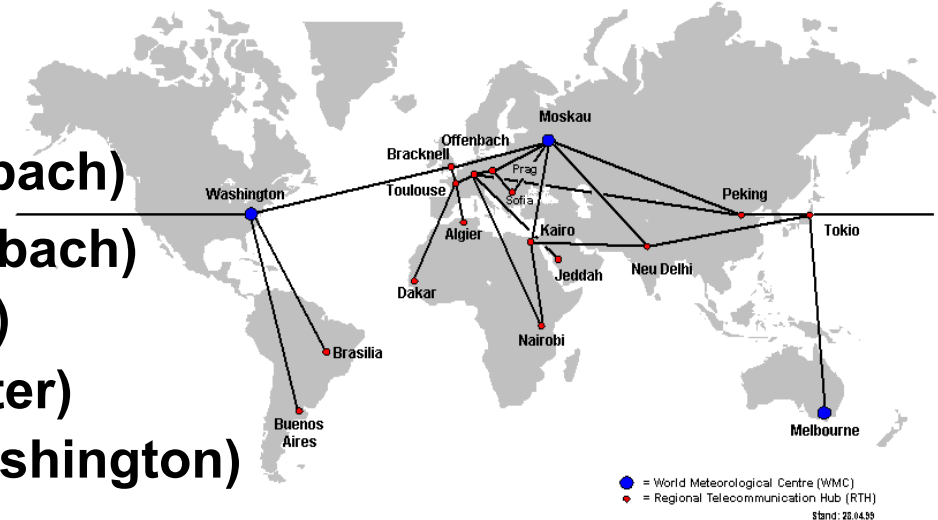 bach)
bach)
)
ter)
shington)
Moskau
Offenbach
Bracknell
Prag
Toulouse
Sofia
Washington
Peking
Algier
Kairo
Tokio
Jeddah
Neu Delhi
Dakar
Nairobi
Brasilia
Buenos
Aires
Melbourne
= World Meteorological Centre (WMC)
= Regional Telecommunication Hub (RTH)
Stand: 28.04.99